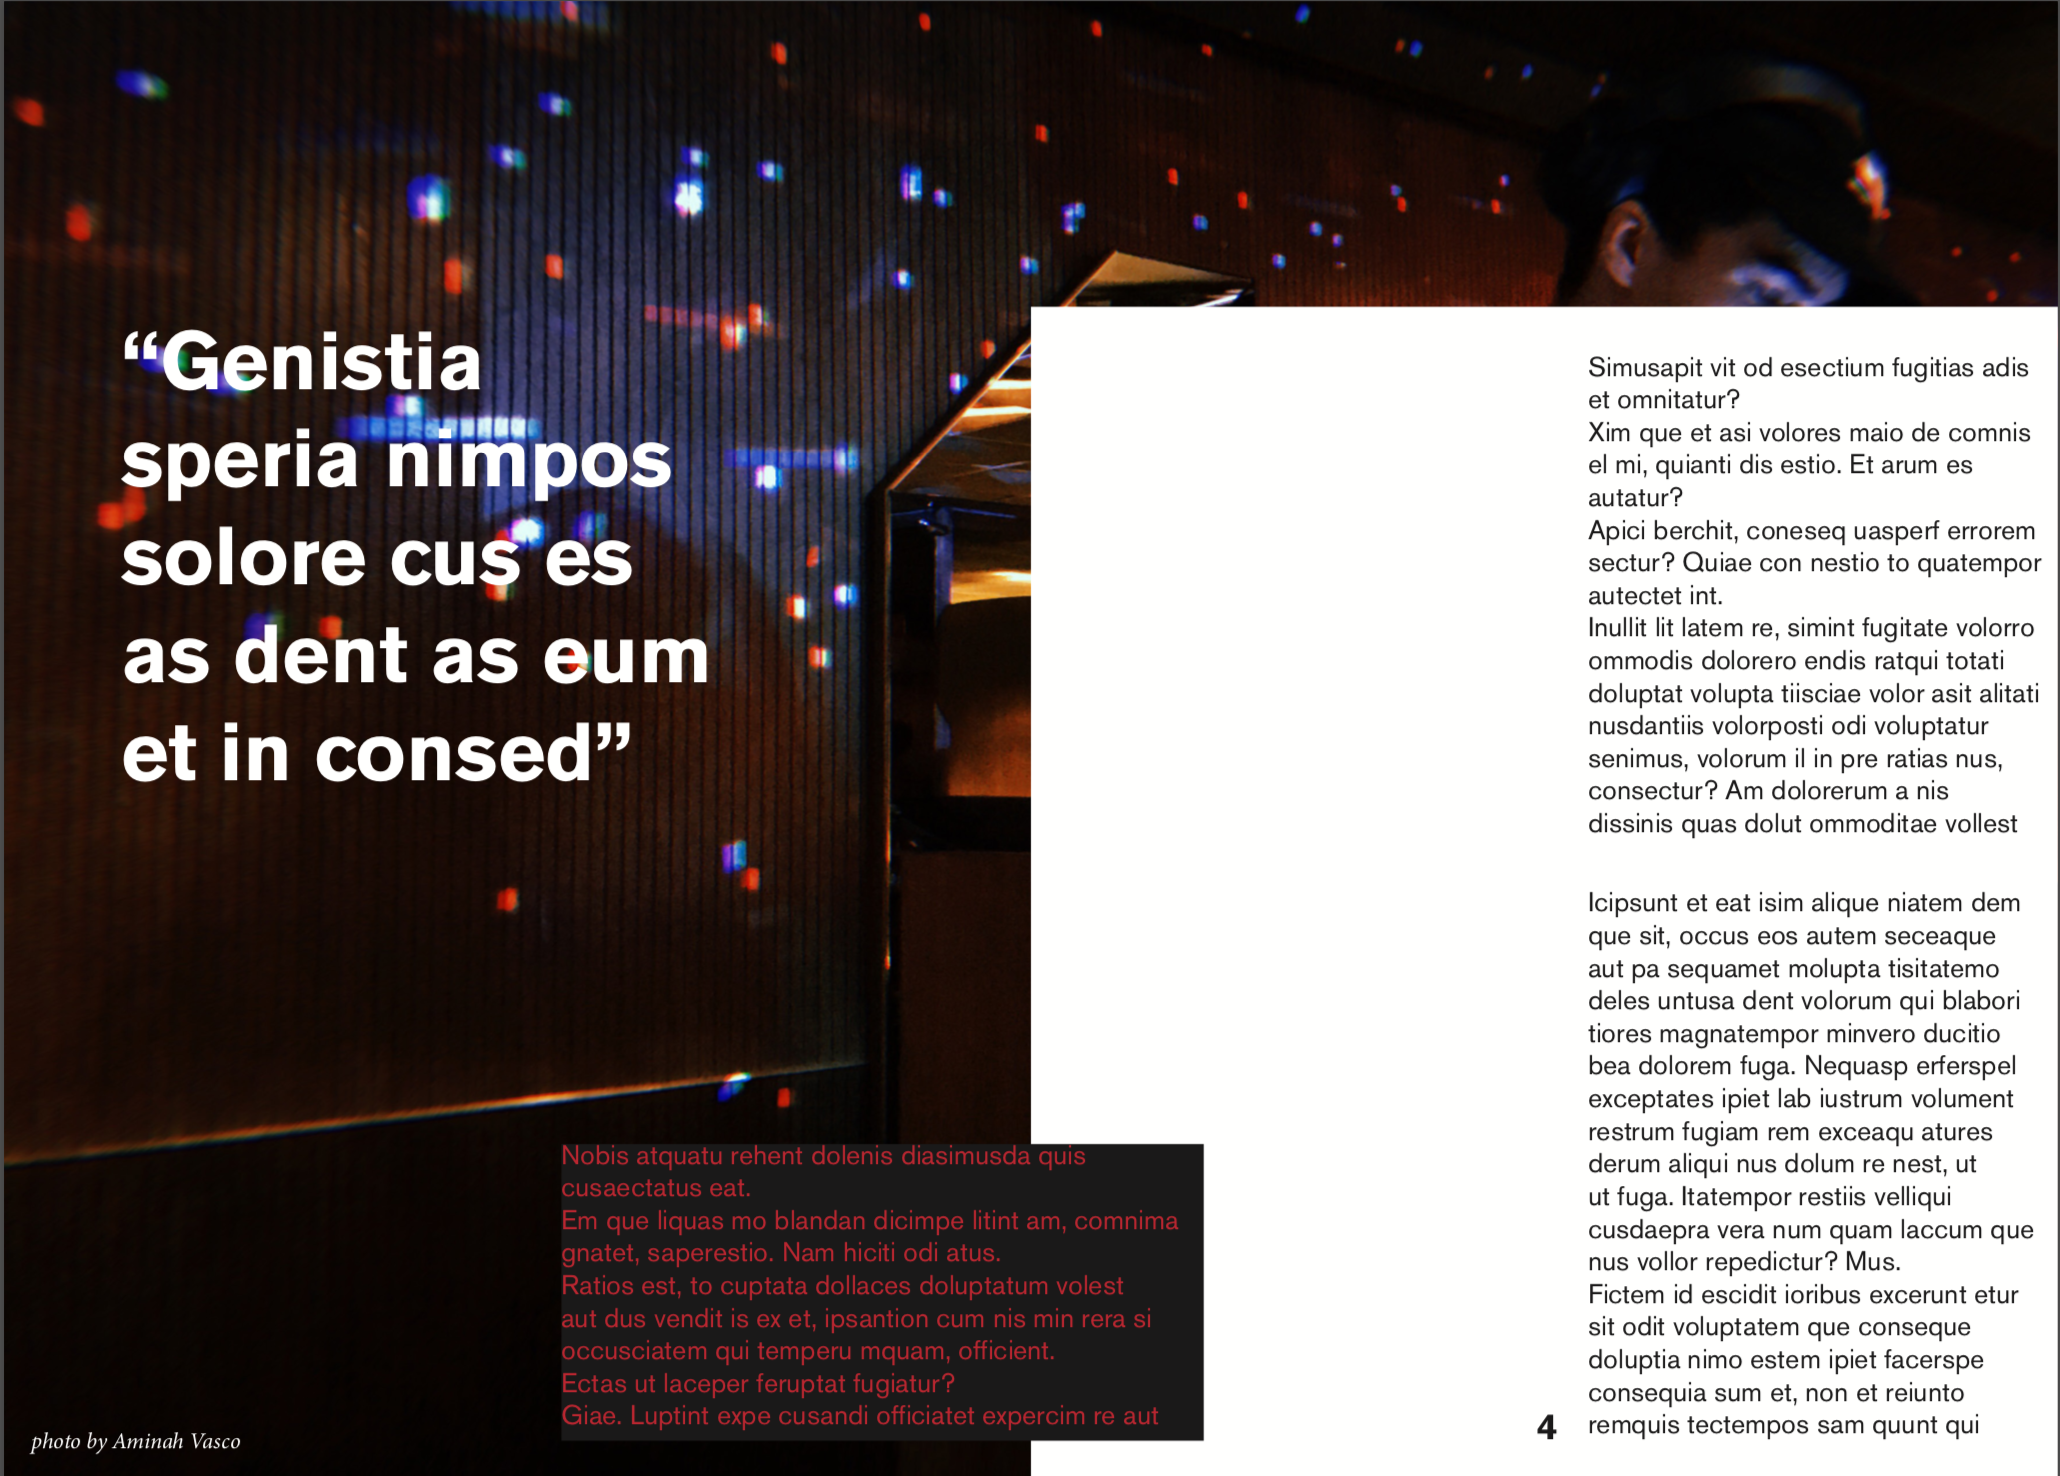 “Genistia
speria nimpos
solore cus es
as dent as eum
et in consed”
Nobis atquatu rehent dolenis diasimusda quis
cusaectatus eat.
Em que liquas mo blandan dicimpe litint am, comnima
gnatet, saperestio. Nam hiciti odi atus.
Ratios est, to cuptata dollaces doluptatum volest
aut dus vendit is ex et, ipsantion cum nis min rera si
occusciatem qui temperu mquam, officient.
Ectas ut laceper feruptat fugiatur?
Giae. Luptint expe cusandi officiatet expercim re aut
photo by Aminah Vasco
Simusapit vit od esectium fugitias adis
et omnitatur?
Xim que et asi volores maio de comnis
el mi, quianti dis estio. Et arum es
autatur?
Apici berchit, coneseq uasperf errorem
sectur? Quiae con nestio to quatempor
autectet int.
Inullit lit latem re, simint fugitate volorro
ommodis dolorero endis ratqui totati
doluptat volupta tiisciae volor asit alitati
nusdantiis volorposti odi voluptatur
senimus, volorum il in pre ratias nus,
consectur? Am dolorerum a nis
dissinis quas dolut ommoditae vollest
Icipsunt et eat isim alique niatem dem
que sit, occus eos autem seceaque
aut pa sequamet molupta tisitatemo
deles untusa dent volorum qui blabori
tiores magnatempor minvero ducitio
bea dolorem fuga. Nequasp erferspel
exceptates ipiet lab iustrum volument
restrum fugiam rem exceaqu atures
derum aliqui nus dolum re nest, ut
ut fuga. Itatempor restiis velliqui
cusdaepra vera num quam laccum que
nus vollor repedictur? Mus.
Fictem id escidit ioribus excerunt etur
sit odit voluptatem que conseque
doluptia nimo estem ipiet facerspe
consequia sum et, non et reiunto
remquis tectempos sam quunt qui
4